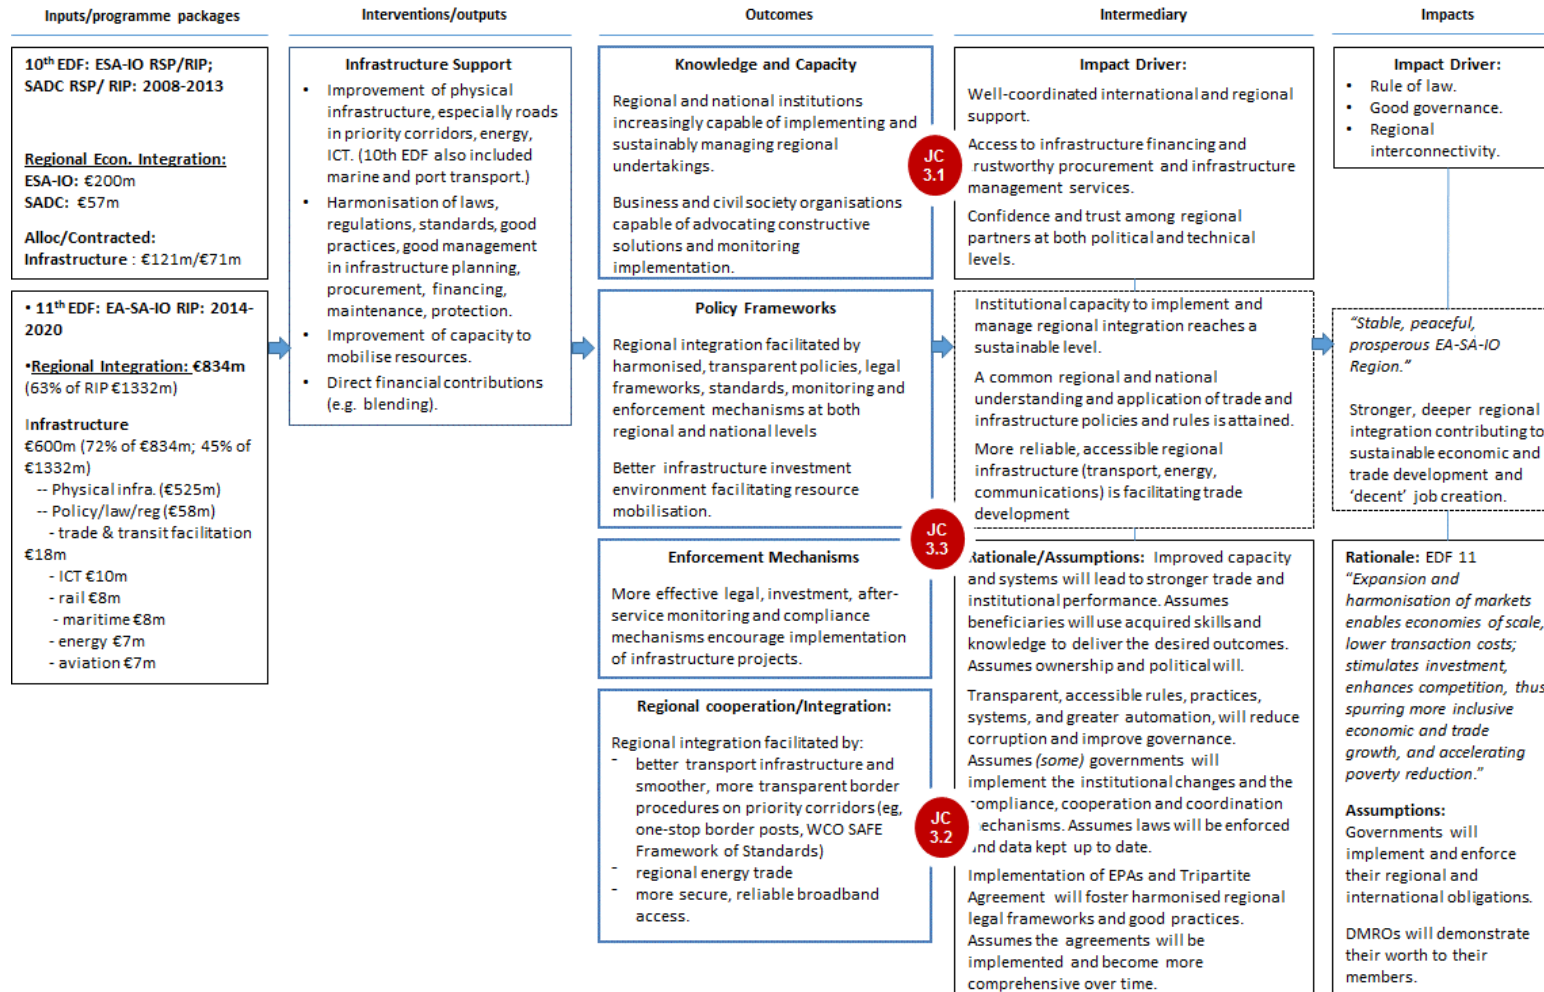 Inputs/programme packages
Interventions/outputs
Outcomes
Intermediary
Impacts
10th EDF: ESA-IO RSP/RIP;
SADC RSP/ RIP: 2008-2013
Regional Econ. Integration:
ESA-IO: €200m
SADC: €57m
Alloc/Contracted:
Infrastructure : €121m/€71m
• 11th EDF: EA-SA-IO RIP: 2014-
2020
•Regional Integration: €834m
(63% of RIP €1332m)
Infrastructure
€600m (72% of €834m; 45% of
€1332m)
-- Physical infra. (€525m)
-- Policy/law/reg (€58m)
- trade & transit facilitation
€18m
- ICT €10m
- rail €8m
- maritime €8m
- energy €7m
- aviation €7m
Infrastructure Support
• Improvement of physical
infrastructure, especially roads
in priority corridors, energy,
ICT. (10th EDF also included
marine and port transport.)
• Harmonisation of laws,
regulations, standards, good
practices, good management
in infrastructure planning,
procurement, financing,
maintenance, protection.
• Improvement of capacity to
mobilise resources.
• Direct financial contributions
(e.g. blending).
Knowledge and Capacity
Regional and national institutions
increasingly capable of implementing and
sustainably managing regional
undertakings.
Business and civil society organisations
capable of advocating constructive
solutions and monitoring
implementation.
JC
3.1
Policy Frameworks
Regional integration facilitated by
harmonised, transparent policies, legal
frameworks, standards, monitoring and
enforcement mechanisms at both
regional and national levels
Better infrastructure investment
environment facilitating resource
mobilisation.
JC
3.3
Enforcement Mechanisms
More effective legal, investment, after-
service monitoring and compliance
mechanisms encourage implementation
of infrastructure projects.
Regional cooperation/Integration:
Regional integration facilitated by:
- better transport infrastructure and
smoother, more transparent border
procedures on priority corridors (eg,
one-stop border posts, WCO SAFE
Framework of Standards)
- regional energy trade
- more secure, reliable broadband
access.
JC
3.2
Impact Driver:
Well-coordinated international and regional
support.
Access to infrastructure financing and
trustworthy procurement and infrastructure
management services.
Confidence and trust among regional
partners at both political and technical
levels.
Institutional capacity to implement and
manage regional integration reaches a
sustainable level.
A common regional and national
understanding and application of trade and
infrastructure policies and rules is attained.
More reliable, accessible regional
infrastructure (transport, energy,
communications) is facilitating trade
development
Rationale/Assumptions: Improved capacity
and systems will lead to stronger trade and
institutional performance. Assumes
beneficiaries will use acquired skills and
knowledge to deliver the desired outcomes.
Assumes ownership and political will.
Transparent, accessible rules, practices,
systems, and greater automation, will reduce
corruption and improve governance.
Assumes (some) governments will
implement the institutional changes and the
compliance, cooperation and coordination
mechanisms. Assumes laws will be enforced
and data kept up to date.
Implementation of EPAs and Tripartite
Agreement will foster harmonised regional
legal frameworks and good practices.
Assumes the agreements will be
implemented and become more
comprehensive over time.
Impact Driver:
• Rule of law.
• Good governance.
• Regional
interconnectivity.
“Stable, peaceful,
prosperous EA-SA-IO
Region.”
Stronger, deeper regional
integration contributing to
sustainable economic and
trade development and
‘decent’ job creation.
Rationale: EDF 11
“Expansion and
harmonisation of markets
enables economies of scale,
lower transaction costs;
stimulates investment,
enhances competition, thus
spurring more inclusive
economic and trade
growth, and accelerating
poverty reduction.”
Assumptions:
Governments will
implement and enforce
their regional and
international obligations.
DMROs will demonstrate
their worth to their
members.